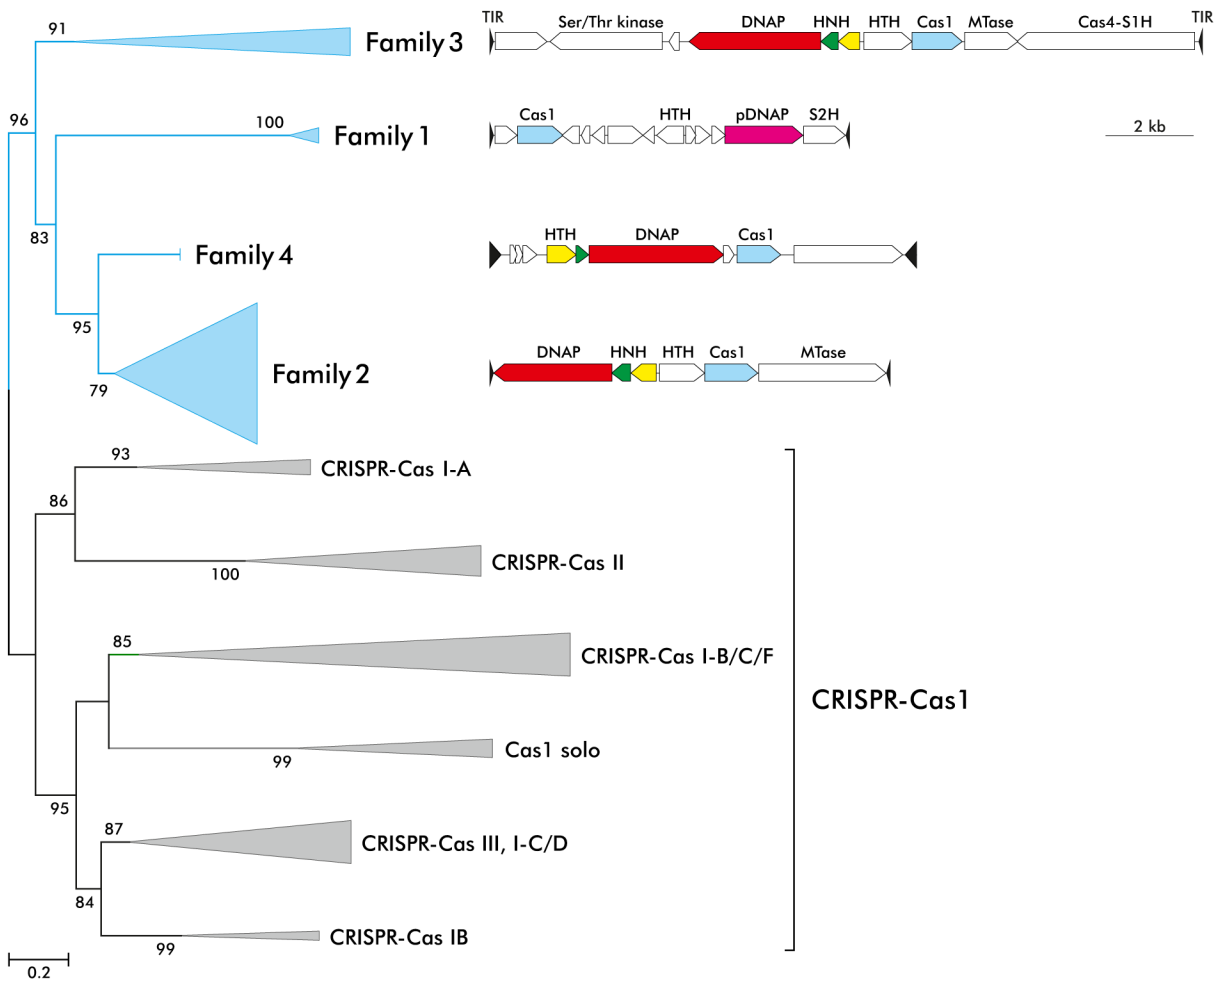 TIR Ser/Thr kinase DNAP HNH HTH Cas1 MTase Cas4-S1H TIR
91
Family 3
96
100
Family 1
Cas1 HTH pDNAP S2H
2 kb
83
Family 4
HTH DNAP Cas1
95
79
Family 2
DNAP HNH HTH Cas1 MTase
93
CRISPR-Cas I-A
86
100
CRISPR-Cas II
85
CRISPR-Cas I-B/C/F
CRISPR-Cas1
99
Cas1 solo
95
87
CRISPR-Cas III, I-C/D
84
99
CRISPR-Cas IB
0.2